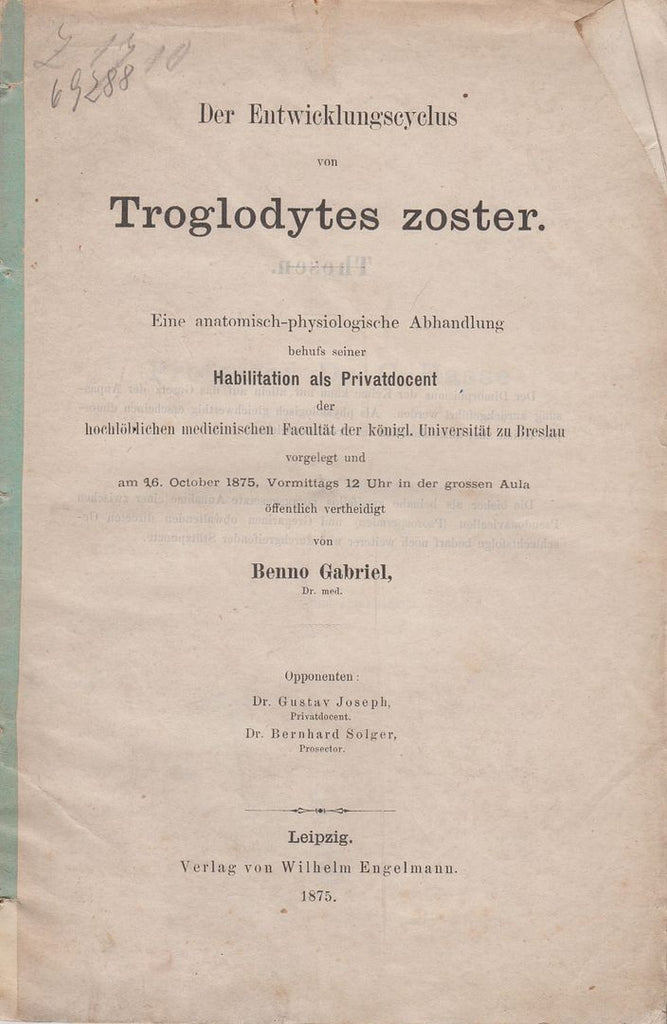 69288
Der Entwicklungscyclus
von
Troglodytes zoster.
Eine anatomisch-physiologische Abhandlung
behufs seiner
Habilitation als Privatdocent
der
hochlöblichen medicinischen Facultät der königl. Universität zu Breslau
vorgelegt und
am 16. October 1875, Vormittags 12 Uhr in der grossen Aula
öffentlich vertheidigt
von
Benno Gabriel,
Dr. med.
Opponenten:
Dr. Gustav Joseph,
Privatdocent.
Dr. Bernhard Solger,
Prosector.
Leipzig.
Verlag von Wilhelm Engelmann.
1875.